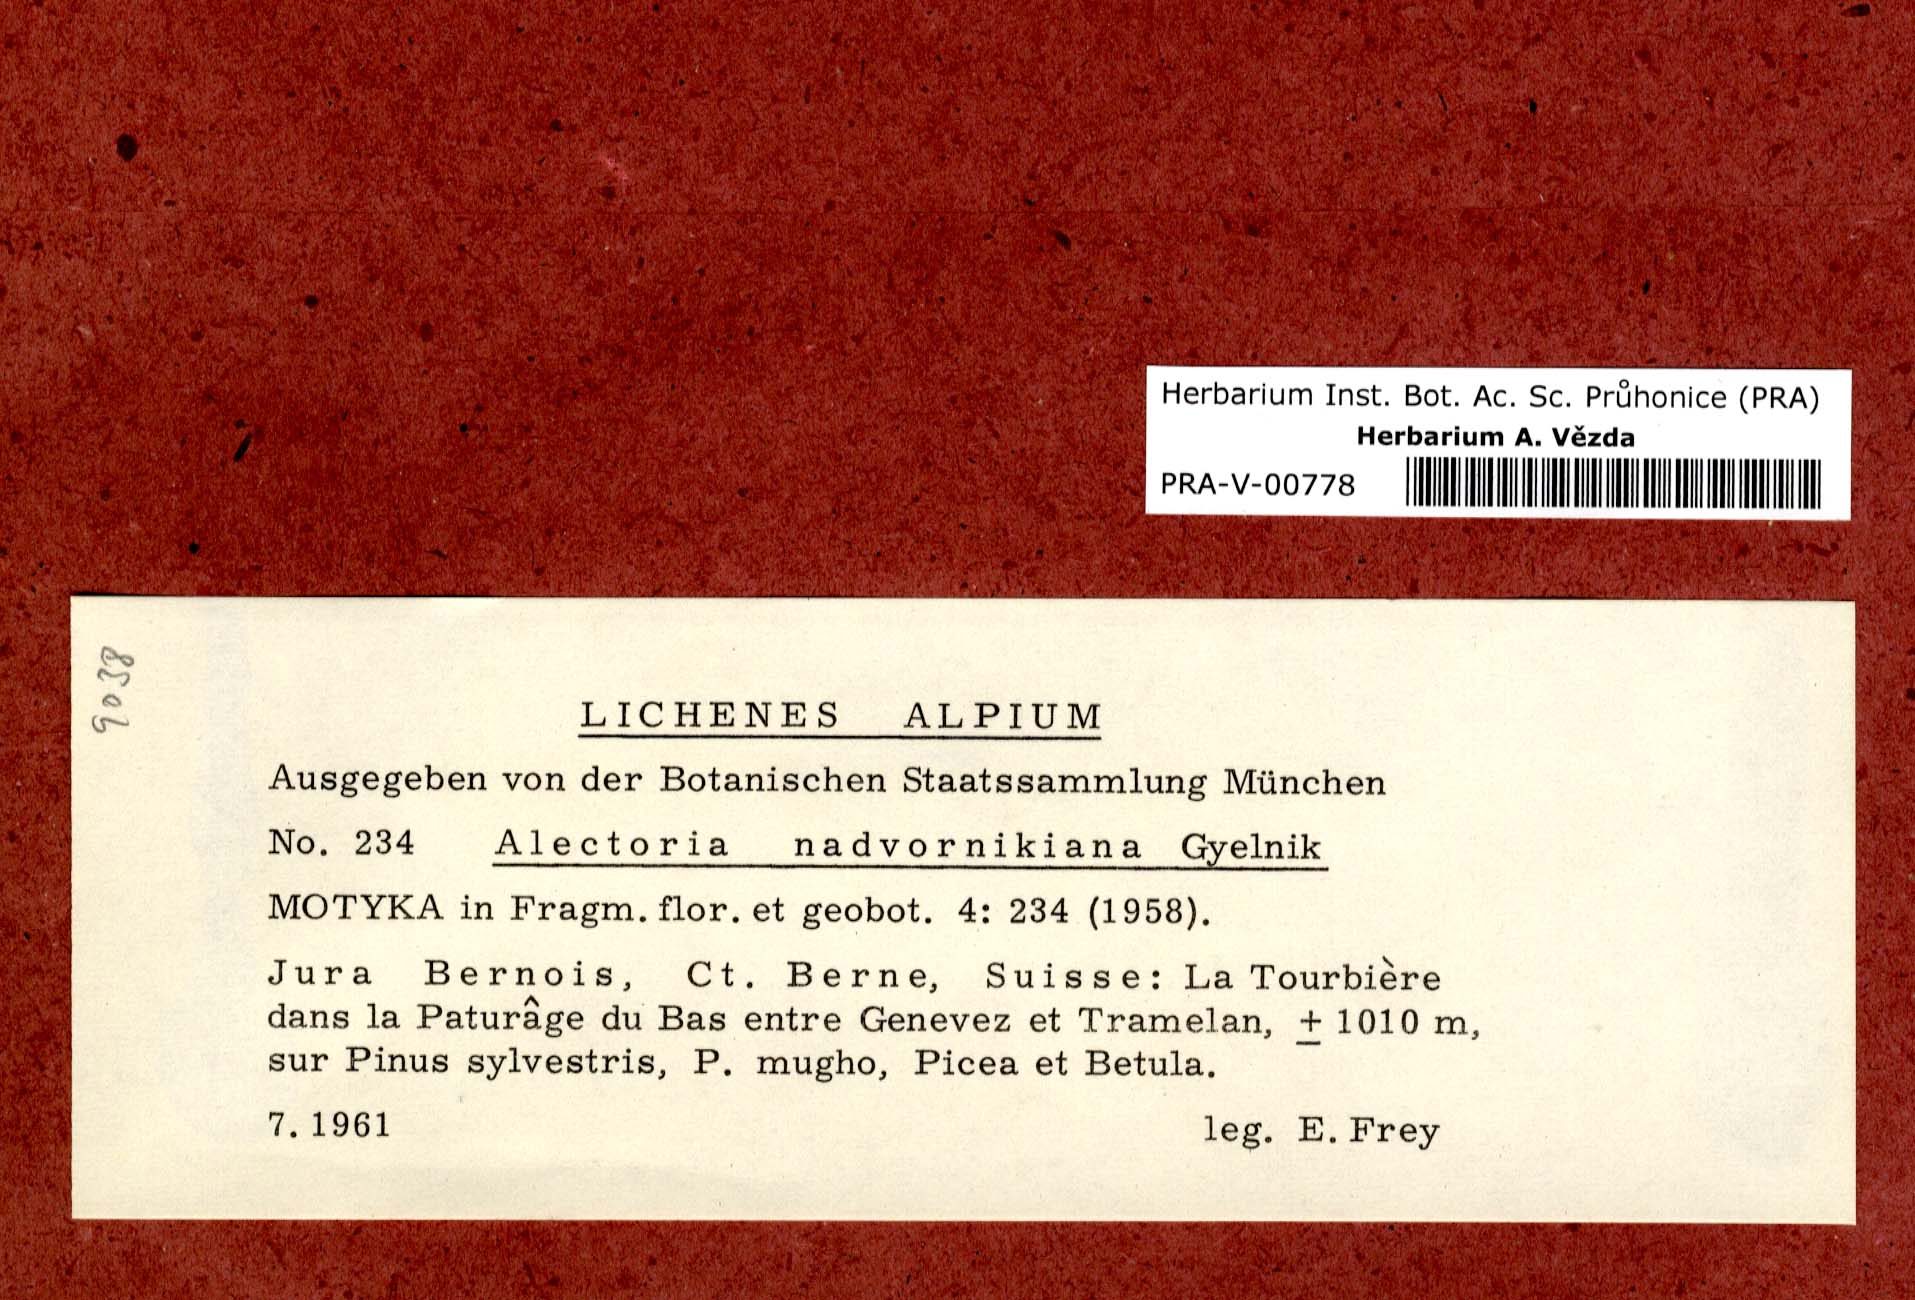 Herbarium Inst. Bot. Ac. Sc. Průhonice (PRA)
Herbarium A. Vězda
PRA-V-00778
9038
LICHENES ALPIUM
Ausgegeben von der Botanischen Staatssammlung München
No. 234 Alectoria nadvornikiana Gyelnik
MOTYKA in Fragm. flor. et geobot. 4: 234 (1958).
Jura Bernois, Ct. Berne, Suisse: La Tourbière
dans la Paturâge du Bas entre Genevez et Tramelan, ± 1010 m,
sur Pinus sylvestris, P. mugho, Picea et Betula.
7. 1961 leg. E. Frey